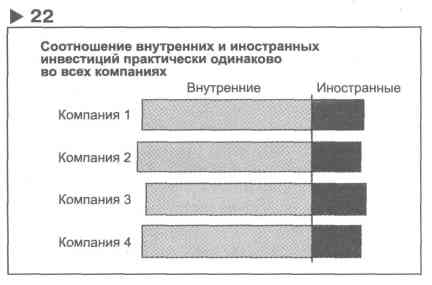 ▶ 22
Соотношение внутренних и иностранных
инвестиций практически одинаково
во всех компаниях
Внутренние Иностранные
Компания 1
Компания 2
Компания 3
Компания 4